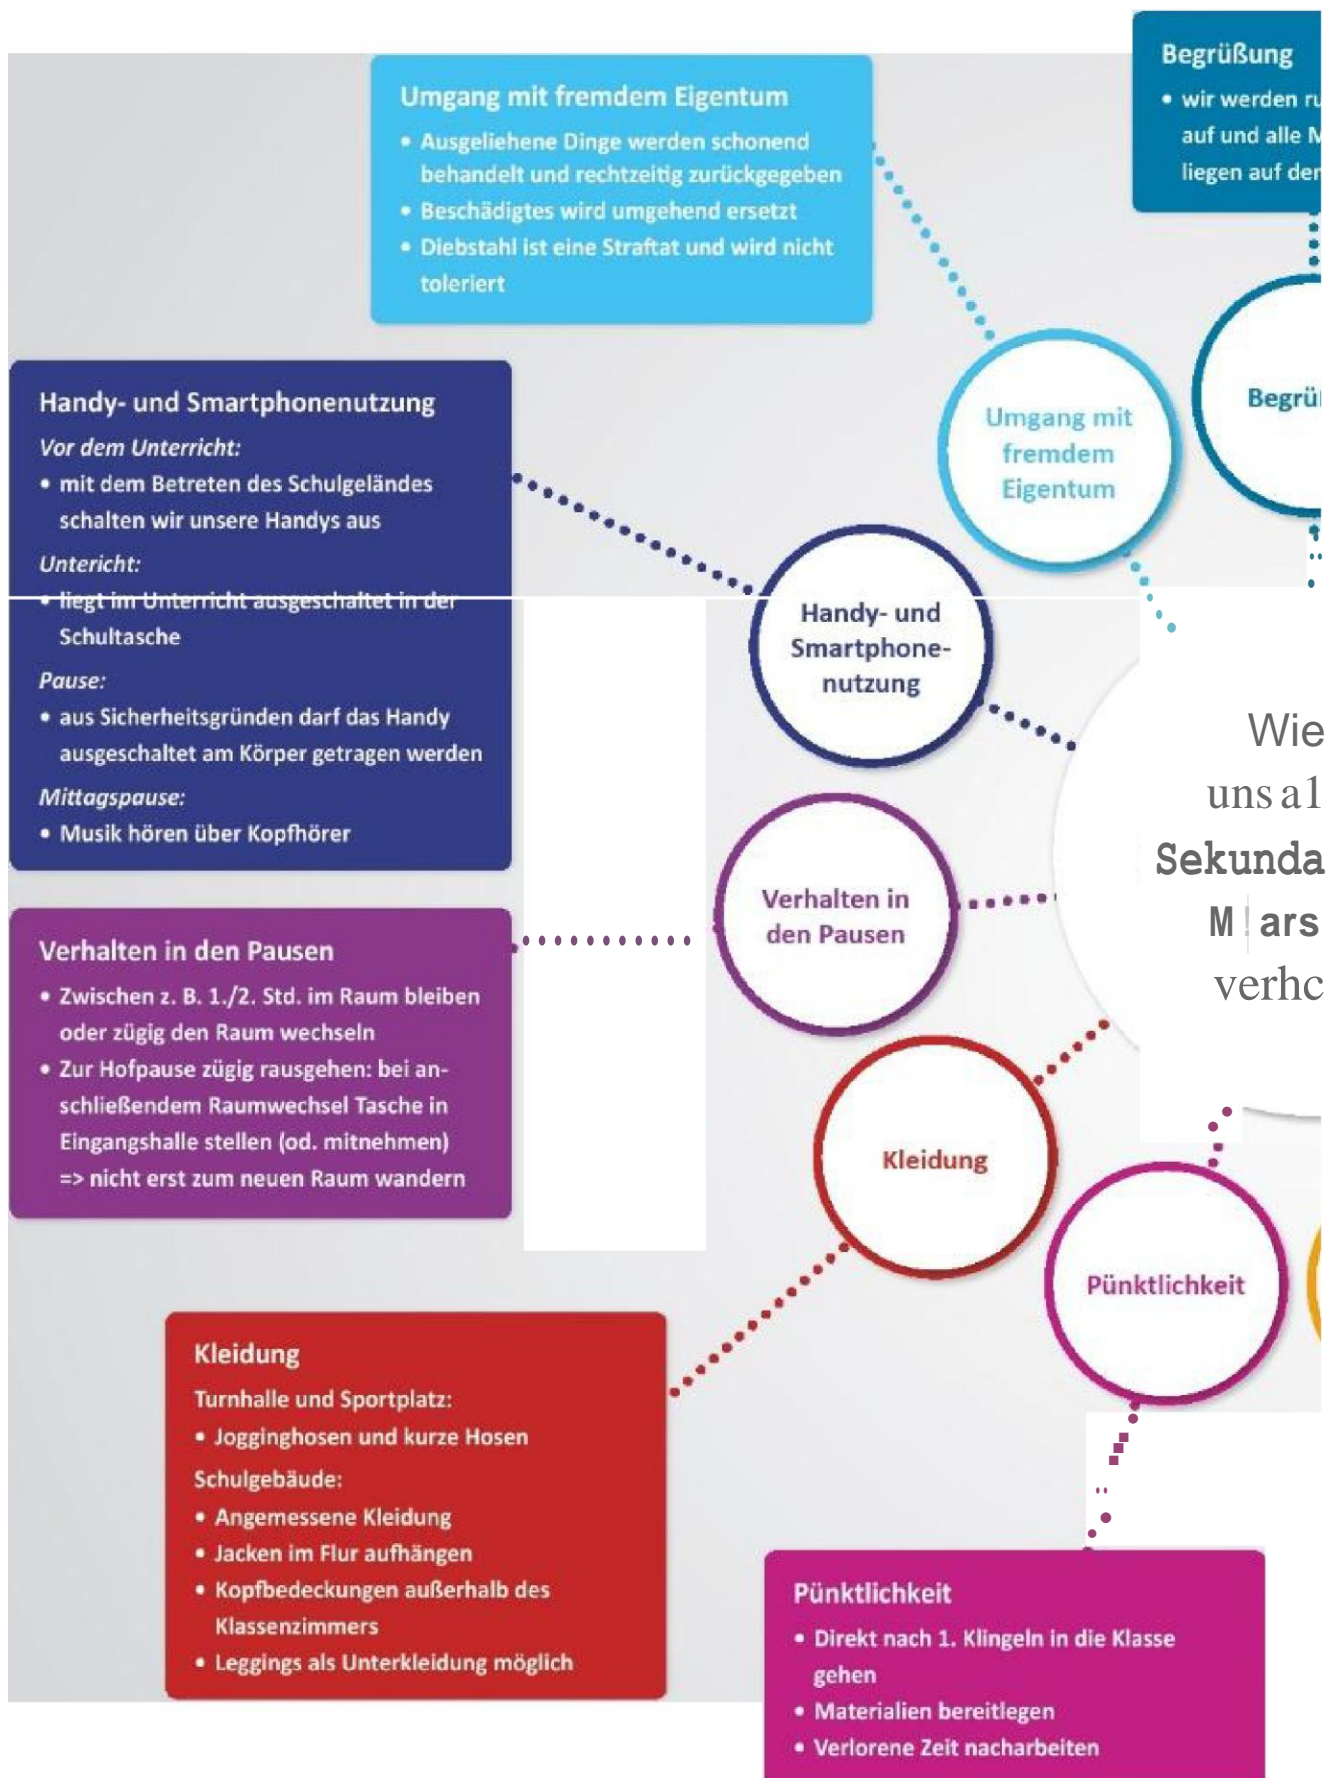 Begrüßung
• wir werden
auf und alle
liegen auf
Umgang mit fremdem Eigentum
• Ausgeliehene Dinge werden schonend
behandelt und rechtzeitig zurückgegeben
• Beschädigtes wird umgehend ersetzt
• Diebstahl ist eine Straftat und wird nicht
toleriert
Handy- und Smartphonenutzung
Vor dem Unterricht:
• mit dem Betreten des Schulgeländes
schalten wir unsere Handys aus
Untericht:
• liegt im Unterricht ausgeschaltet in der
Schultasche
Pause:
• aus Sicherheitsgründen darf das Handy
ausgeschaltet am Körper getragen werden
Mittagspause:
• Musik hören über Kopfhörer
Umgang mit
fremdem
Eigentum
Begrü
Handy- und
Smartphone-
nutzung
Wie
uns a1
Sekunda
M ars
verhc
Verhalten in
den Pausen
Verhalten in den Pausen
• Zwischen z. B. 1./2. Std. im Raum bleiben
oder zügig den Raum wechseln
• Zur Hofpause zügig rausgehen: bei an-
schließendem Raumwechsel Tasche in
Eingangshalle stellen (od. mitnehmen)
=> nicht erst zum neuen Raum wandern
Kleidung
Pünktlichkeit
Kleidung
Turnhalle und Sportplatz:
• Jogginghosen und kurze Hosen
Schulgebäude:
• Angemessene Kleidung
• Jacken im Flur aufhängen
• Kopfbedeckungen außerhalb des
Klassenzimmers
• Leggings als Unterkleidung möglich
Pünktlichkeit
• Direkt nach 1. Klingeln in die Klasse
gehen
• Materialien bereitlegen
• Verlorene Zeit nacharbeiten